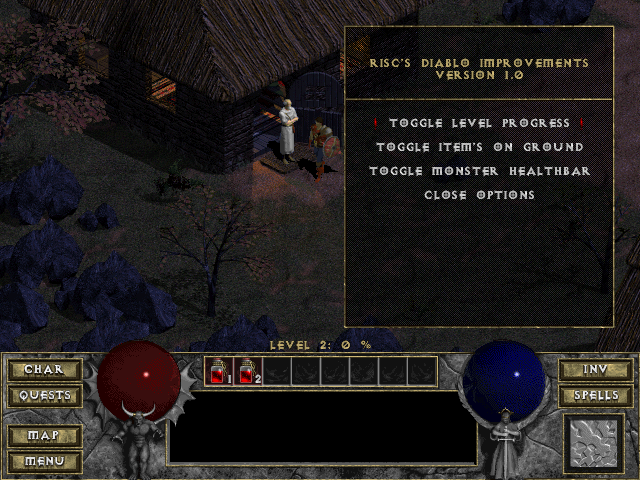 RISC'S DIABLO IMPROVEMENTS
VERSION 1.0
TOGGLE LEVEL PROGRESS
TOGGLE ITEM'S ON GROUND
TOGGLE MONSTER HEALTHBAR
CLOSE OPTIONS
LEVEL 2: 0 %
CHAR
QUESTS
MAP
MENU
1 2
INV
SPELLS